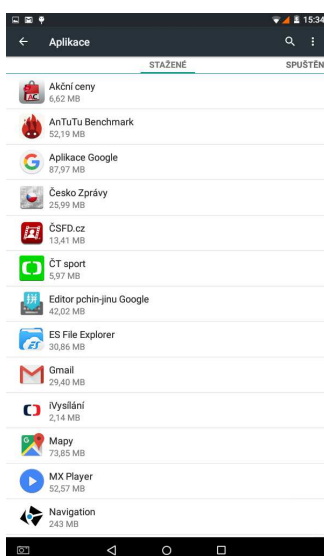 15:34
Aplikace
STAŽENÉ
SPUŠTĚN
Akční ceny
6,62 MB
AnTuTu Benchmark
52,19 MB
Aplikace Google
87,97 MB
Česko Zprávy
25,99 MB
ČSFD.cz
13,41 MB
ČT sport
5,97 MB
Editor pchin-jinu Google
42,02 MB
ES File Explorer
30,86 MB
Gmail
29,40 MB
iVysílání
2,14 MB
Mapy
73,85 MB
MX Player
52,57 MB
Navigation
243 MB